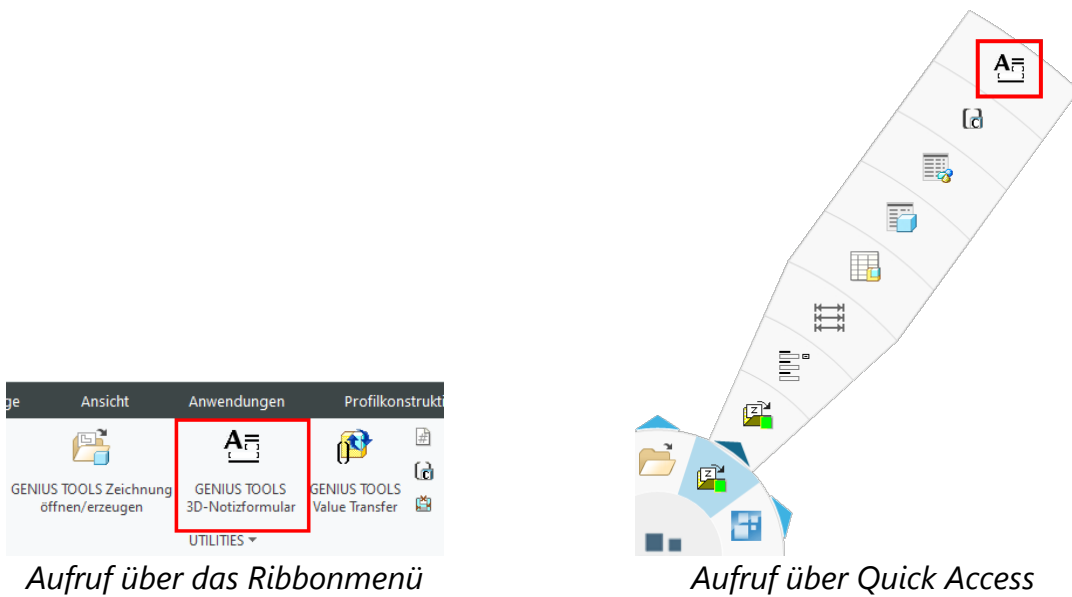 ge Ansicht Anwendungen Profilkonstrukti
GENIUS TOOLS Zeichnung
öffnen/erzeugen
GENIUS TOOLS
3D-Notizformular
GENIUS TOOLS
Value Transfer
UTILITIES
Aufruf über das Ribbonmenü
Aufruf über Quick Access